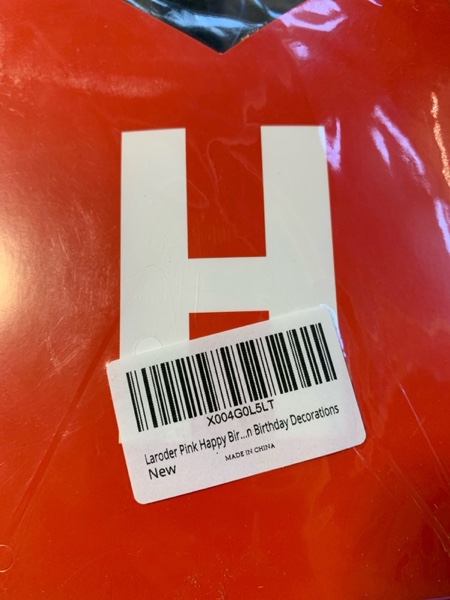 H
X004G0L5LT
Laroder Pink Happy Bir...n Birthday Decorations
New
MADE IN CHINA